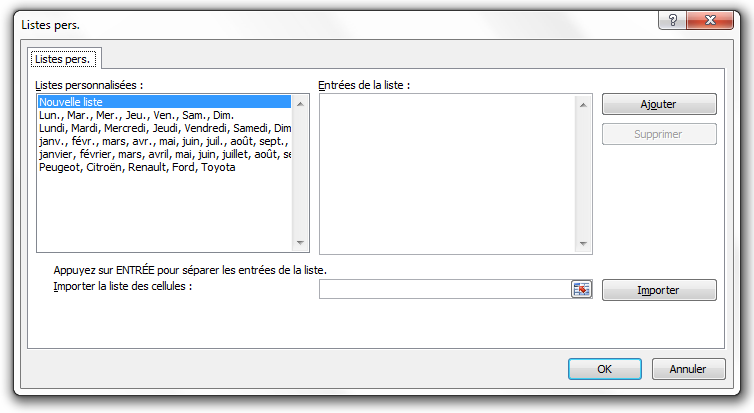 Listes pers.
Listes pers.
Listes personnalisées :
Entrées de la liste :
Nouvelle liste
Lun., Mar., Mer., Jeu., Ven., Sam., Dim.
Lundi, Mardi, Mercredi, Jeudi, Vendredi, Samedi, Dim
janv., févr., mars, avr., mai, juin, juil., août, sept.,
janvier, février, mars, avril, mai, juin, juillet, août, se
Peugeot, Citroën, Renault, Ford, Toyota
Ajouter
Supprimer
Appuyez sur ENTRÉE pour séparer les entrées de la liste.
Importer la liste des cellules :
Importer
OK
Annuler